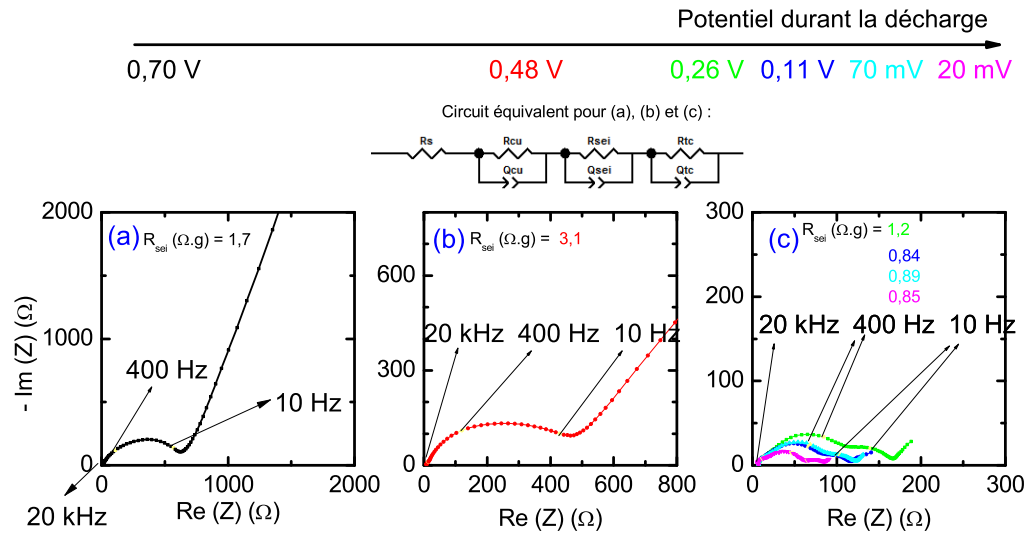 Potentiel durant la décharge
0,70 V 0,48 V 0,26 V 0,11 V 70 mV 20 mV
Circuit équivalent pour (a), (b) et (c) :
Rs Rcu Rsei Rtc
Qcu Qsei Qtc
(a) R_sei (Ω.g) = 1,7
2000
1000
0
0 1000 2000
- Im (Z) (Ω)
Re (Z) (Ω)
400 Hz
10 Hz
20 kHz
(b) R_sei (Ω.g) = 3,1
600
300
0
0 200 400 600 800
Re (Z) (Ω)
20 kHz 400 Hz 10 Hz
(c) R_sei (Ω.g) = 1,2
0,84
0,89
0,85
300
200
100
0
0 100 200 300
Re (Z) (Ω)
20 kHz 400 Hz 10 Hz